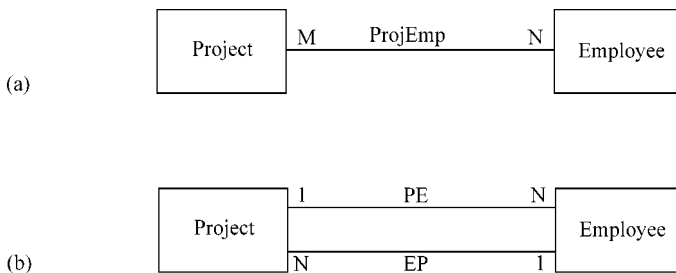 Project M ProjEmp N Employee
(a)
Project 1 PE N Employee
(b) N EP 1